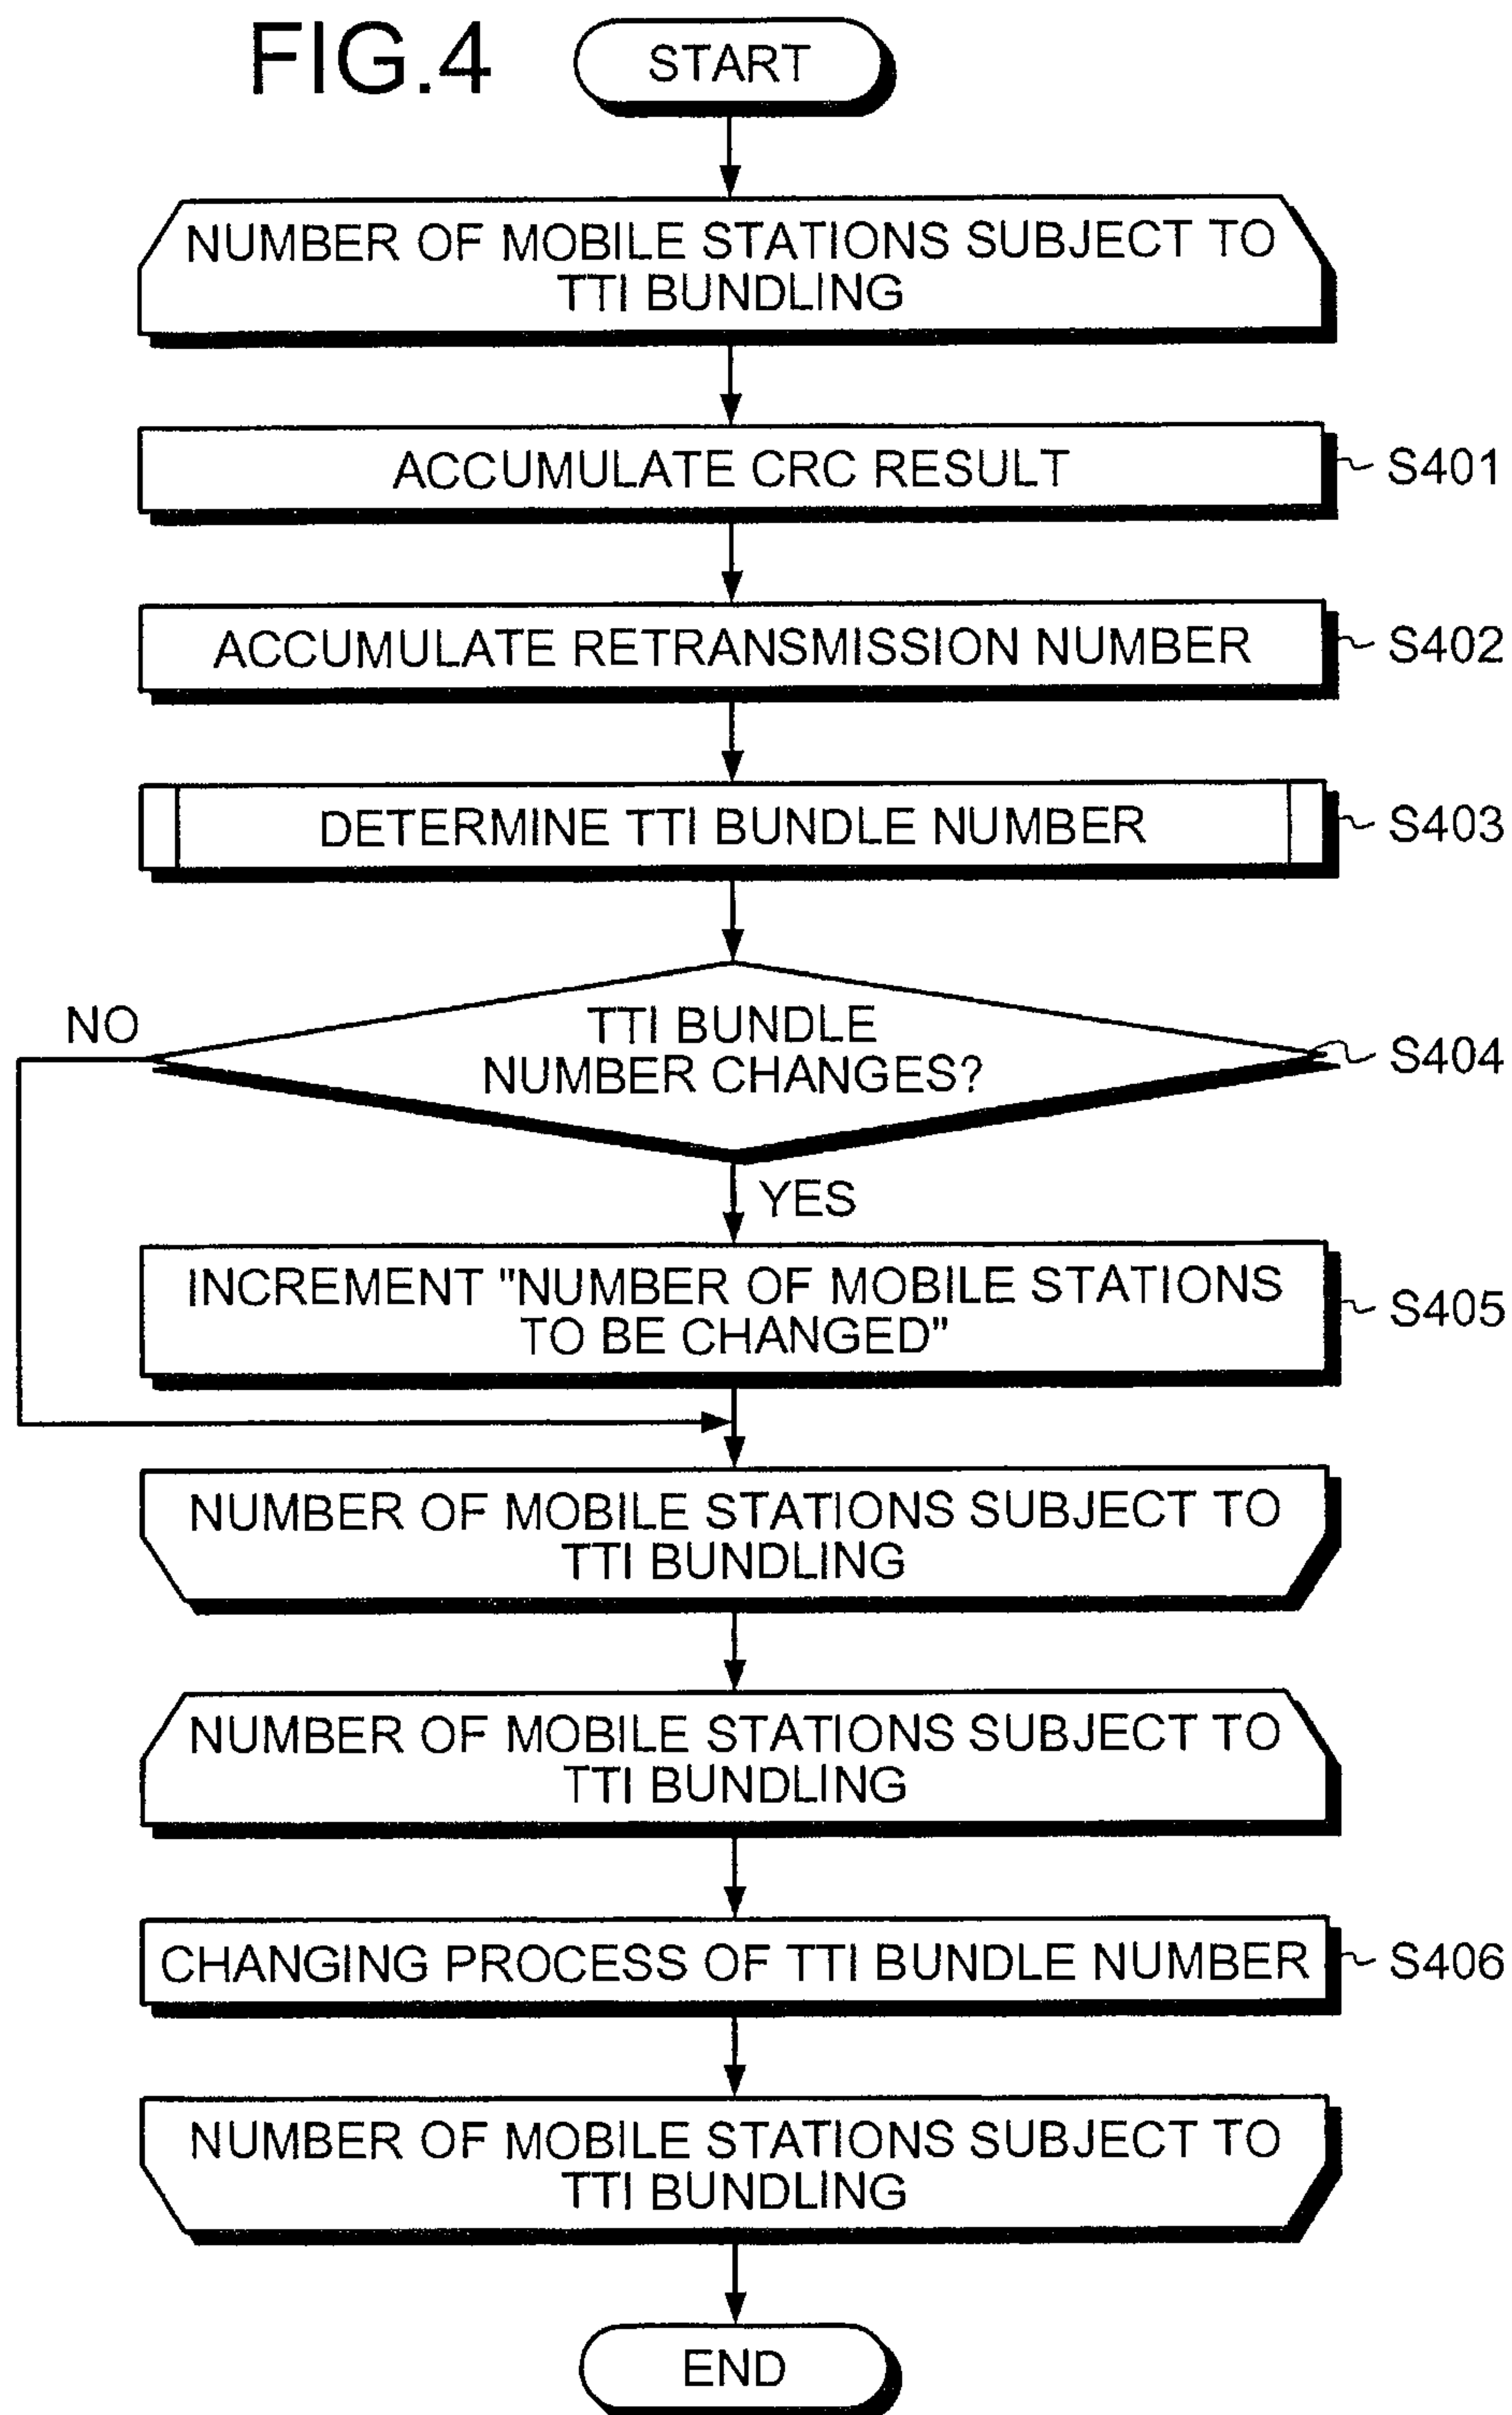 FIG.4
START
NUMBER OF MOBILE STATIONS SUBJECT TO
TTI BUNDLING
ACCUMULATE CRC RESULT
S401
ACCUMULATE RETRANSMISSION NUMBER
S402
DETERMINE TTI BUNDLE NUMBER
S403
TTI BUNDLE
NUMBER CHANGES?
S404
NO
YES
INCREMENT "NUMBER OF MOBILE STATIONS
TO BE CHANGED"
S405
NUMBER OF MOBILE STATIONS SUBJECT TO
TTI BUNDLING
NUMBER OF MOBILE STATIONS SUBJECT TO
TTI BUNDLING
CHANGING PROCESS OF TTI BUNDLE NUMBER
S406
NUMBER OF MOBILE STATIONS SUBJECT TO
TTI BUNDLING
END